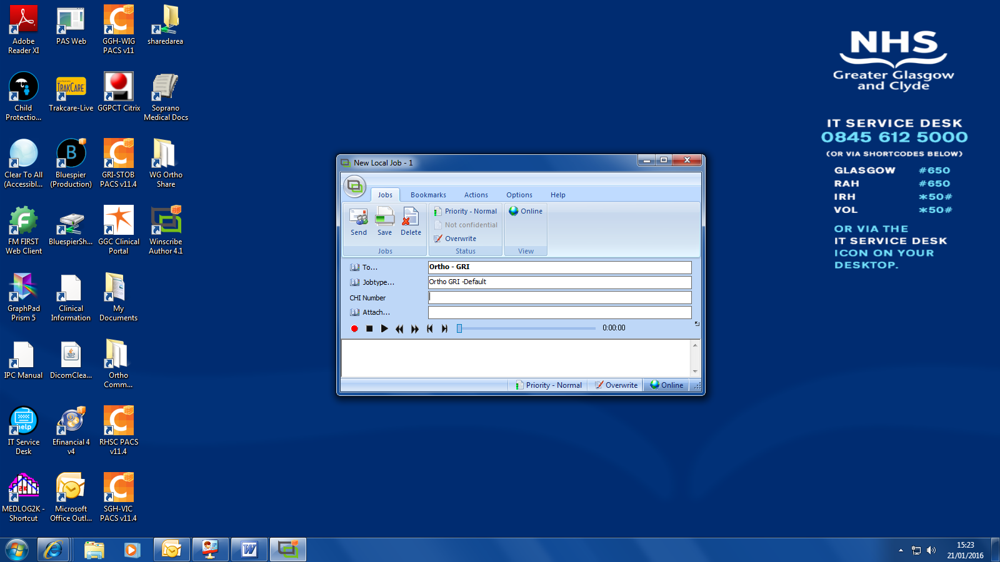 Adobe
Reader XI
PAS Web
GGH-WIG
PACS v11
sharedarea
Child
Protectio...
TRAKCARE
Trakcare-Live
GGPCT Citrix
Soprano
Medical Docs
Clear To All
(Accessibl...
B
Bluespier
(Production)
GRI-STOB
PACS v11.4
WG Ortho
Share
FM FIRST
Web Client
BluespierSh...
GGC Clinical
Portal
Winscribe
Author 4.1
GraphPad
Prism 5
Clinical
Information
My
Documents
IPC Manual
DicomClea...
Ortho
Comm...
help
IT Service
Desk
Efinancial 4
v4
RHSC PACS
v11.4
2K
MEDLOG2K -
Shortcut
Microsoft
Office Outl...
SGH-VIC
PACS v11.4
New Local Job - 1
Jobs
Bookmarks
Actions
Options
Help
Send
Save
Delete
Jobs
Priority - Normal
Not confidential
Overwrite
Status
Online
View
To...
Ortho - GRI
Jobtype...
Ortho GRI -Default
CHI Number
Attach...
0:00:00
Priority - Normal
Overwrite
Online
NHS
Greater Glasgow
and Clyde
IT SERVICE DESK
0845 612 5000
(OR VIA SHORTCODES BELOW)
GLASGOW #650
RAH #650
IRH *50#
VOL *50#
OR VIA THE
IT SERVICE DESK
ICON ON YOUR
DESKTOP.
15:23
21/01/2016